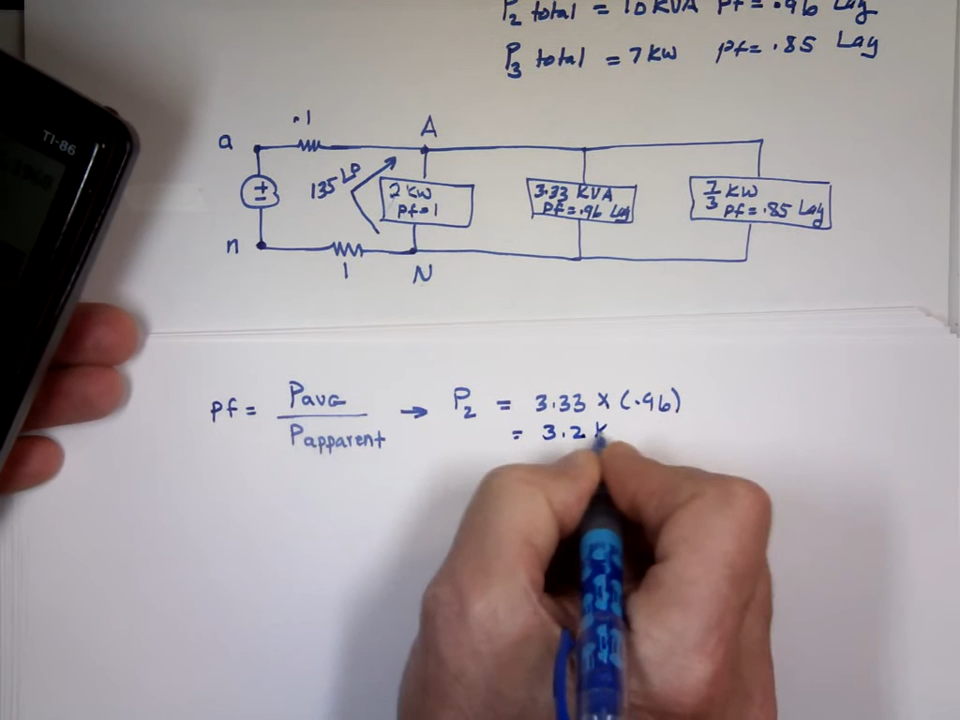 P2 total = 10 KVA pf = .96 Lag
P3 total = 7 KW pf = .85 Lag
.1
a A
TI-86
135∠0
2 KW
pf=1
3.33 KVA
pf=.96 Lag
7/3 KW
pf=.85 Lag
n
1 N
pf = PAVG/Papparent → P2 = 3.33 x (.96)
= 3.2 K